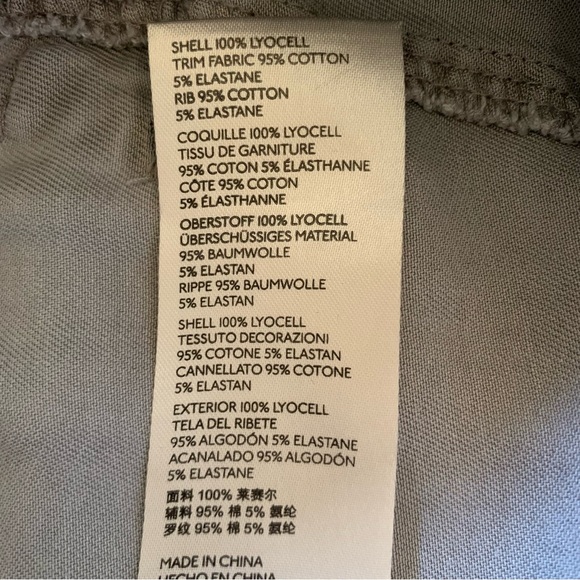 SHELL 100% LYOCELL
TRIM FABRIC 95% COTTON
5% ELASTANE
RIB 95% COTTON
5% ELASTANE
COQUILLE 100% LYOCELL
TISSU DE GARNITURE
95% COTON 5% ÉLASTHANNE
CÔTE 95% COTON
5% ÉLASTHANNE
OBERSTOFF 100% LYOCELL
ÜBERSCHÜSSIGES MATERIAL
95% BAUMWOLLE
5% ELASTAN
RIPPE 95% BAUMWOLLE
5% ELASTAN
SHELL 100% LYOCELL
TESSUTO DECORAZIONI
95% COTONE 5% ELASTAN
CANNELLATO 95% COTONE
5% ELASTAN
EXTERIOR 100% LYOCELL
TELA DEL RIBETE
95% ALGODÓN 5% ELASTANE
ACANALADO 95% ALGODÓN
5% ELASTANE
面料 100% 莱赛尔
辅料 95% 棉 5% 氨纶
罗纹 95% 棉 5% 氨纶
MADE IN CHINA
HECHO EN CHINA